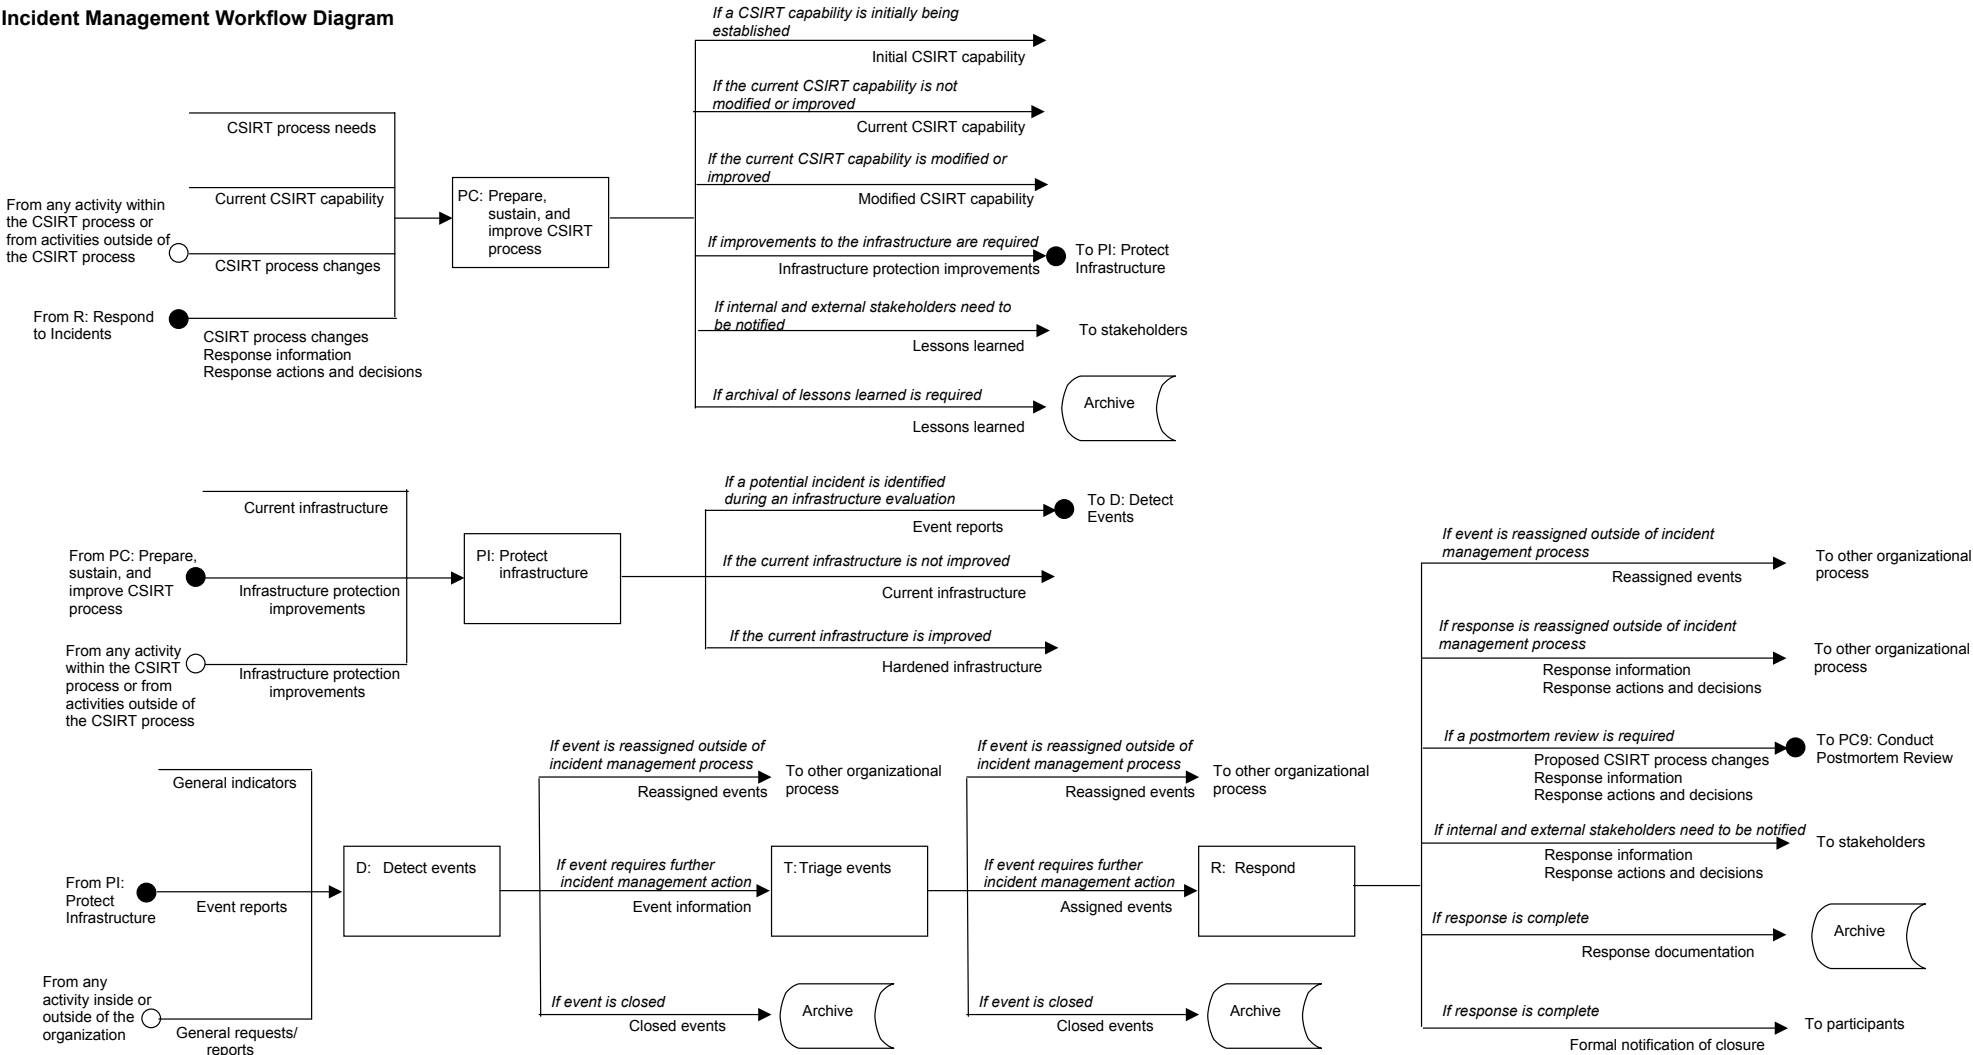 Incident Management Workflow Diagram
If a CSIRT capability is initially being
established
Initial CSIRT capability
If the current CSIRT capability is not
modified or improved
Current CSIRT capability
If the current CSIRT capability is modified or
improved
Modified CSIRT capability
If improvements to the infrastructure are required
Infrastructure protection improvements
To PI: Protect
Infrastructure
If internal and external stakeholders need to
be notified
Lessons learned
To stakeholders
If archival of lessons learned is required
Lessons learned
Archive
CSIRT process needs
Current CSIRT capability
From any activity within
the CSIRT process or
from activities outside of
the CSIRT process
CSIRT process changes
From R: Respond
to Incidents
CSIRT process changes
Response information
Response actions and decisions
PC: Prepare,
sustain, and
improve CSIRT
process
Current infrastructure
From PC: Prepare,
sustain, and
improve CSIRT
process
Infrastructure protection
improvements
From any activity
within the CSIRT
process or from
activities outside of
the CSIRT process
Infrastructure protection
improvements
PI: Protect
infrastructure
If a potential incident is identified
during an infrastructure evaluation
Event reports
To D: Detect
Events
If the current infrastructure is not improved
Current infrastructure
If the current infrastructure is improved
Hardened infrastructure
General indicators
From PI:
Protect
Infrastructure
Event reports
From any
activity inside or
outside of the
organization
General requests/
reports
D: Detect events
If event is reassigned outside of
incident management process
Reassigned events
To other organizational
process
If event requires further
incident management action
Event information
If event is closed
Closed events
Archive
T: Triage events
If event is reassigned outside of
incident management process
Reassigned events
To other organizational
process
If event requires further
incident management action
Assigned events
If event is closed
Closed events
Archive
R: Respond
If event is reassigned outside of incident
management process
Reassigned events
To other organizational
process
If response is reassigned outside of incident
management process
Response information
Response actions and decisions
To other organizational
process
If a postmortem review is required
Proposed CSIRT process changes
Response information
Response actions and decisions
To PC9: Conduct
Postmortem Review
If internal and external stakeholders need to be notified
Response information
Response actions and decisions
To stakeholders
If response is complete
Response documentation
Archive
If response is complete
Formal notification of closure
To participants